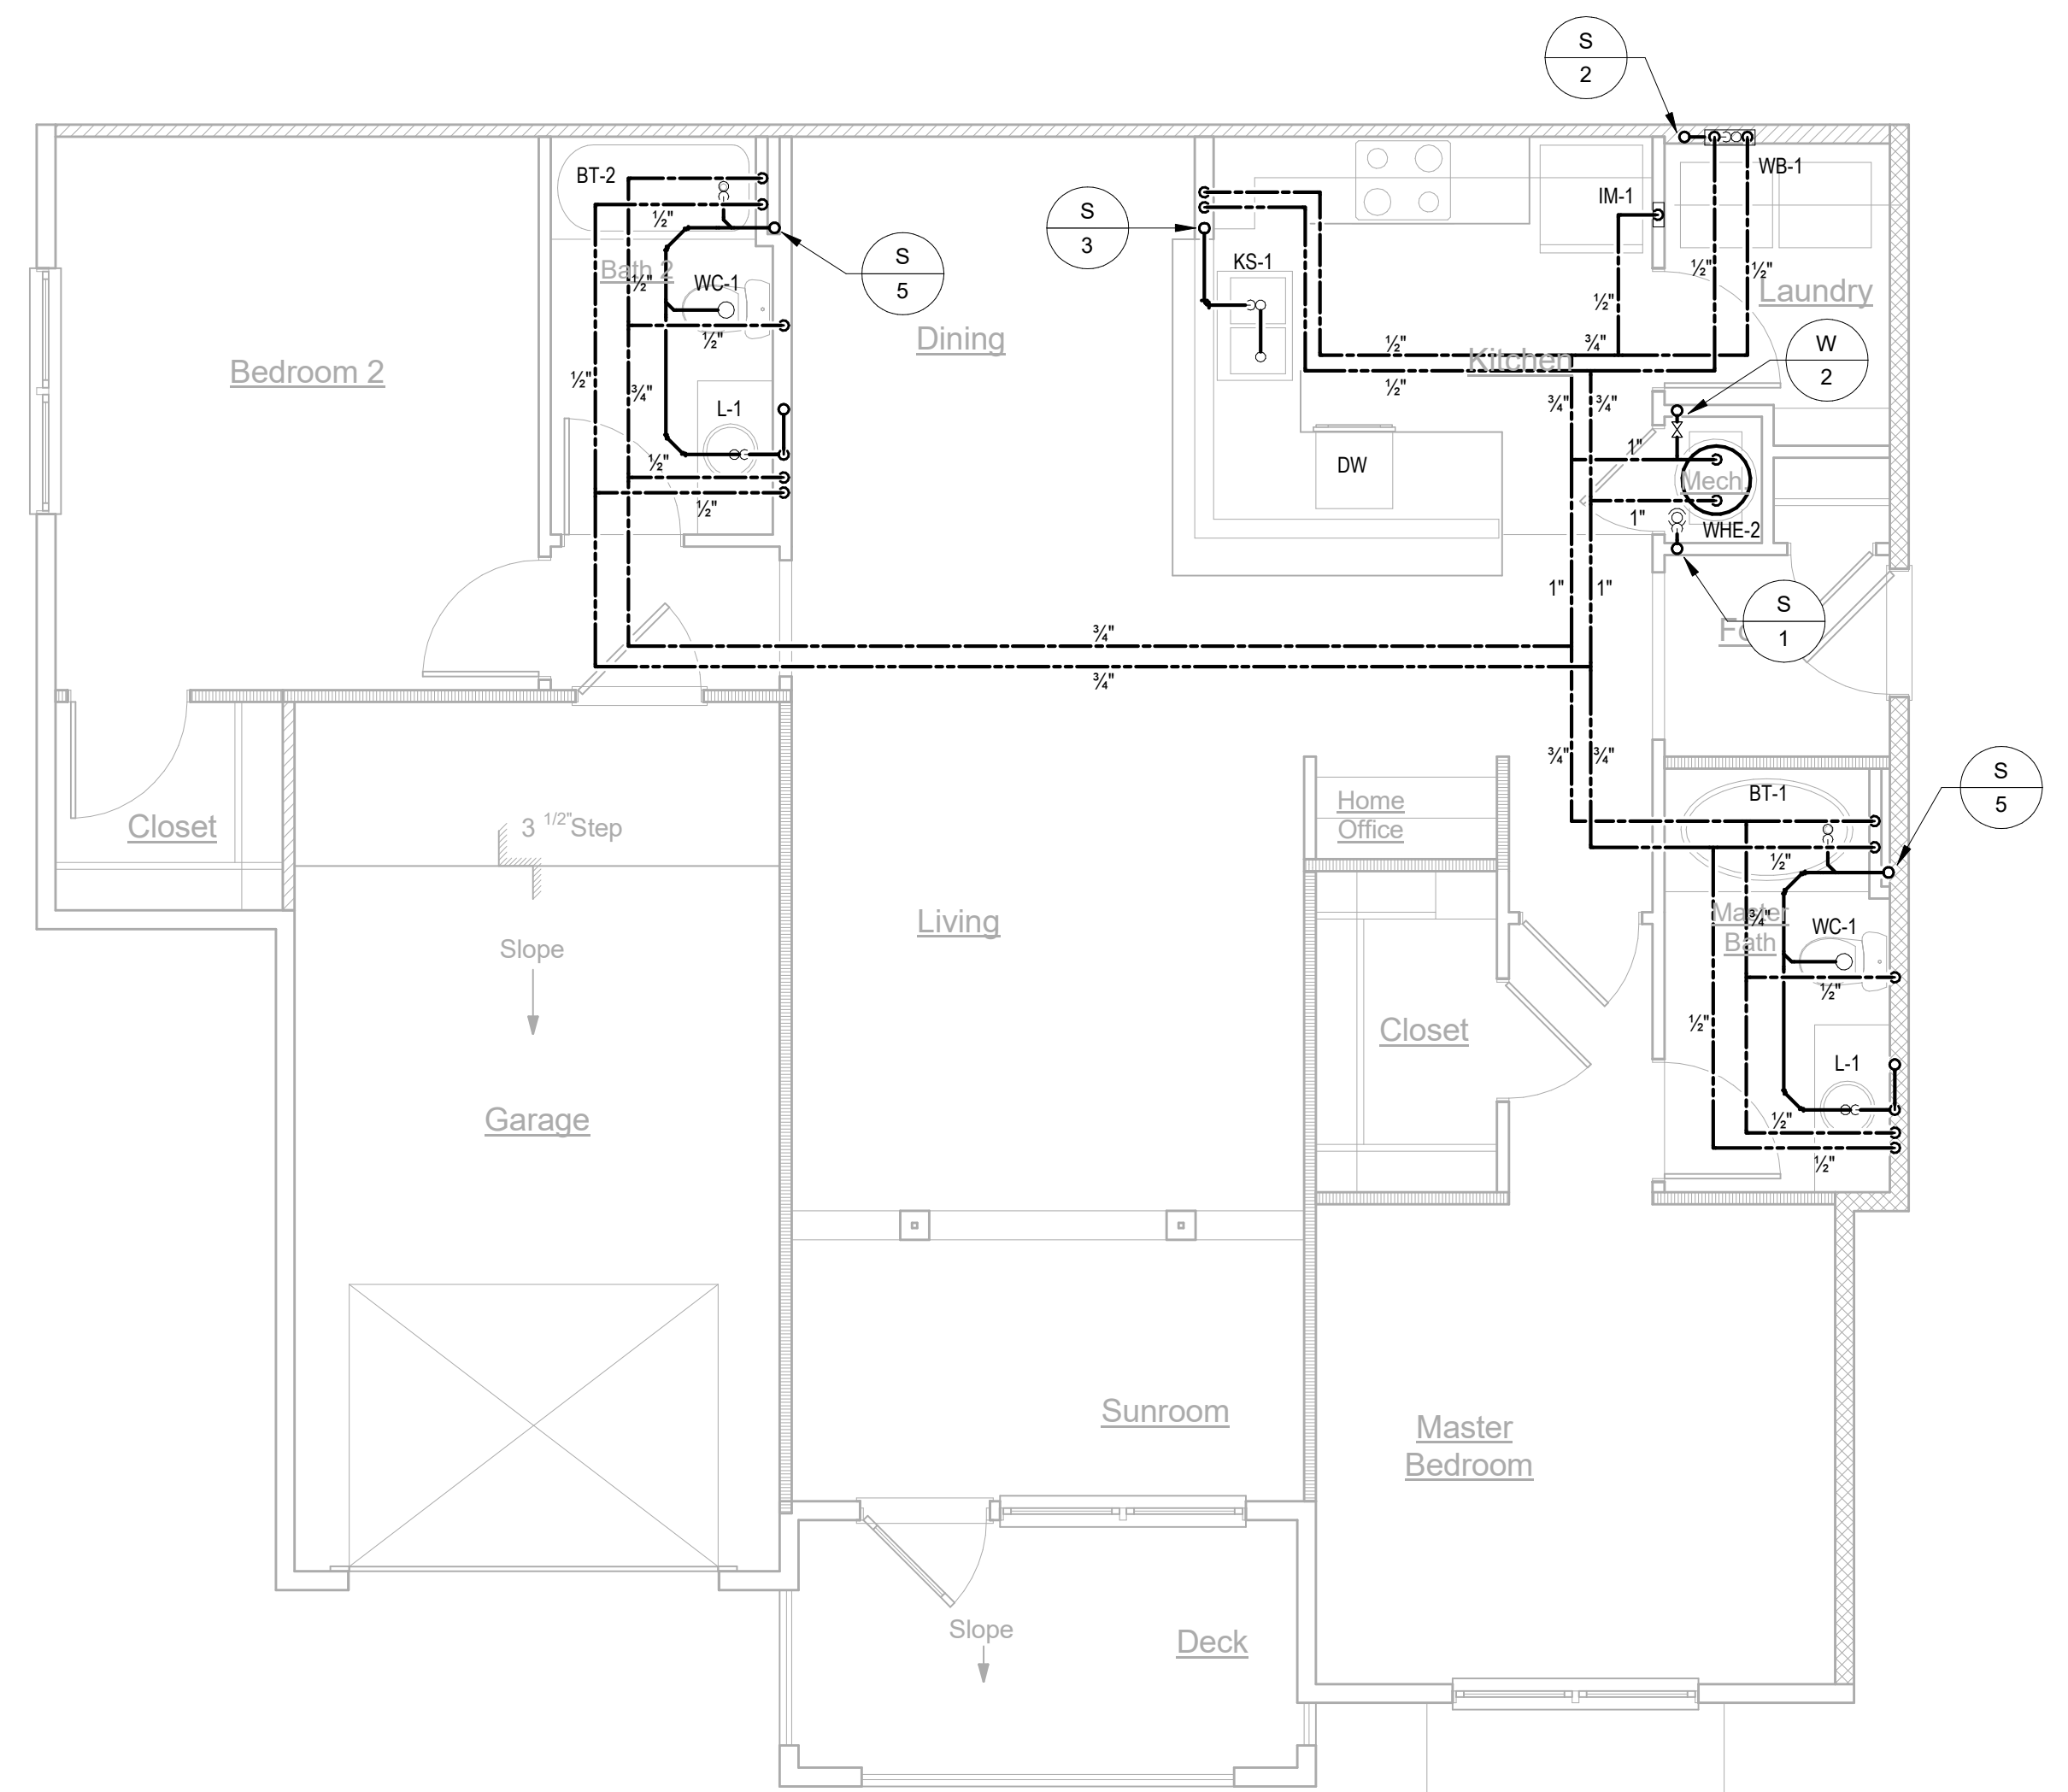 S
2
BT-2
WB-1
IM-1
S
3
½"
S
5
KS-1
Bath 2
½"
WC-1
½"
½"
Laundry
½"
Dining
½"
½"
¾"
Kitchen
W
2
Bedroom 2
½"
½"
¾"
L-1
¾"
¾"
1"
DW
½"
Mech.
½"
1"
WHE-2
1"
1"
S
1
¾"
¾"
¾"
¾"
S
5
BT-1
Home
Office
Closet
3 1/2"Step
½"
Living
Master
¾"
WC-1
Bath
Slope
½"
½"
Closet
L-1
Garage
½"
½"
Sunroom
Master
Bedroom
Slope
Deck